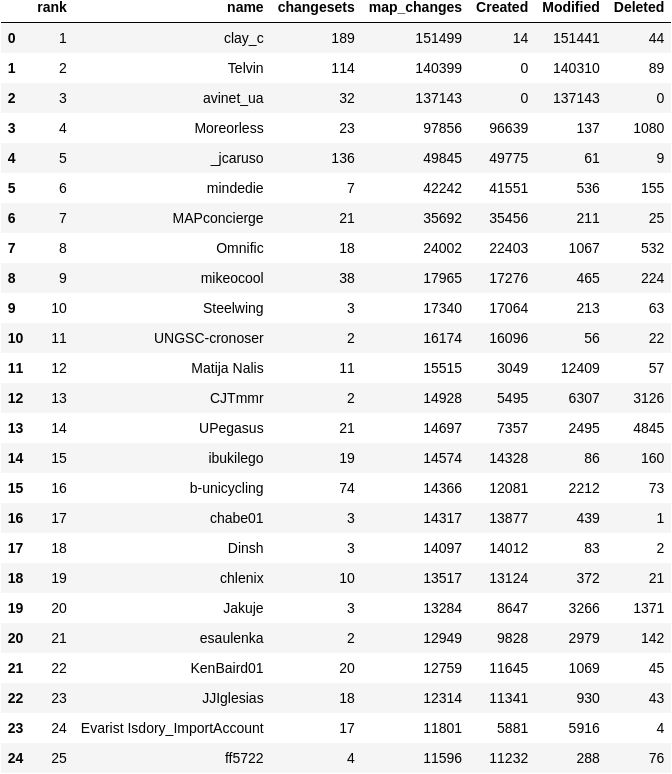 rank name changesets map_changes Created Modified Deleted
0 1 clay_c 189 151499 14 151441 44
1 2 Telvin 114 140399 0 140310 89
2 3 avinet_ua 32 137143 0 137143 0
3 4 Moreorless 23 97856 96639 137 1080
4 5 _jcaruso 136 49845 49775 61 9
5 6 mindedie 7 42242 41551 536 155
6 7 MAPconcierge 21 35692 35456 211 25
7 8 Omnific 18 24002 22403 1067 532
8 9 mikeocool 38 17965 17276 465 224
9 10 Steelwing 3 17340 17064 213 63
10 11 UNGSC-cronoser 2 16174 16096 56 22
11 12 Matija Nalis 11 15515 3049 12409 57
12 13 CJTmmr 2 14928 5495 6307 3126
13 14 UPegasus 21 14697 7357 2495 4845
14 15 ibukilego 19 14574 14328 86 160
15 16 b-unicycling 74 14366 12081 2212 73
16 17 chabe01 3 14317 13877 439 1
17 18 Dinsh 3 14097 14012 83 2
18 19 chlenix 10 13517 13124 372 21
19 20 Jakuje 3 13284 8647 3266 1371
20 21 esaulenka 2 12949 9828 2979 142
21 22 KenBaird01 20 12759 11645 1069 45
22 23 JJIglesias 18 12314 11341 930 43
23 24 Evarist Isdory_ImportAccount 17 11801 5881 5916 4
24 25 ff5722 4 11596 11232 288 76